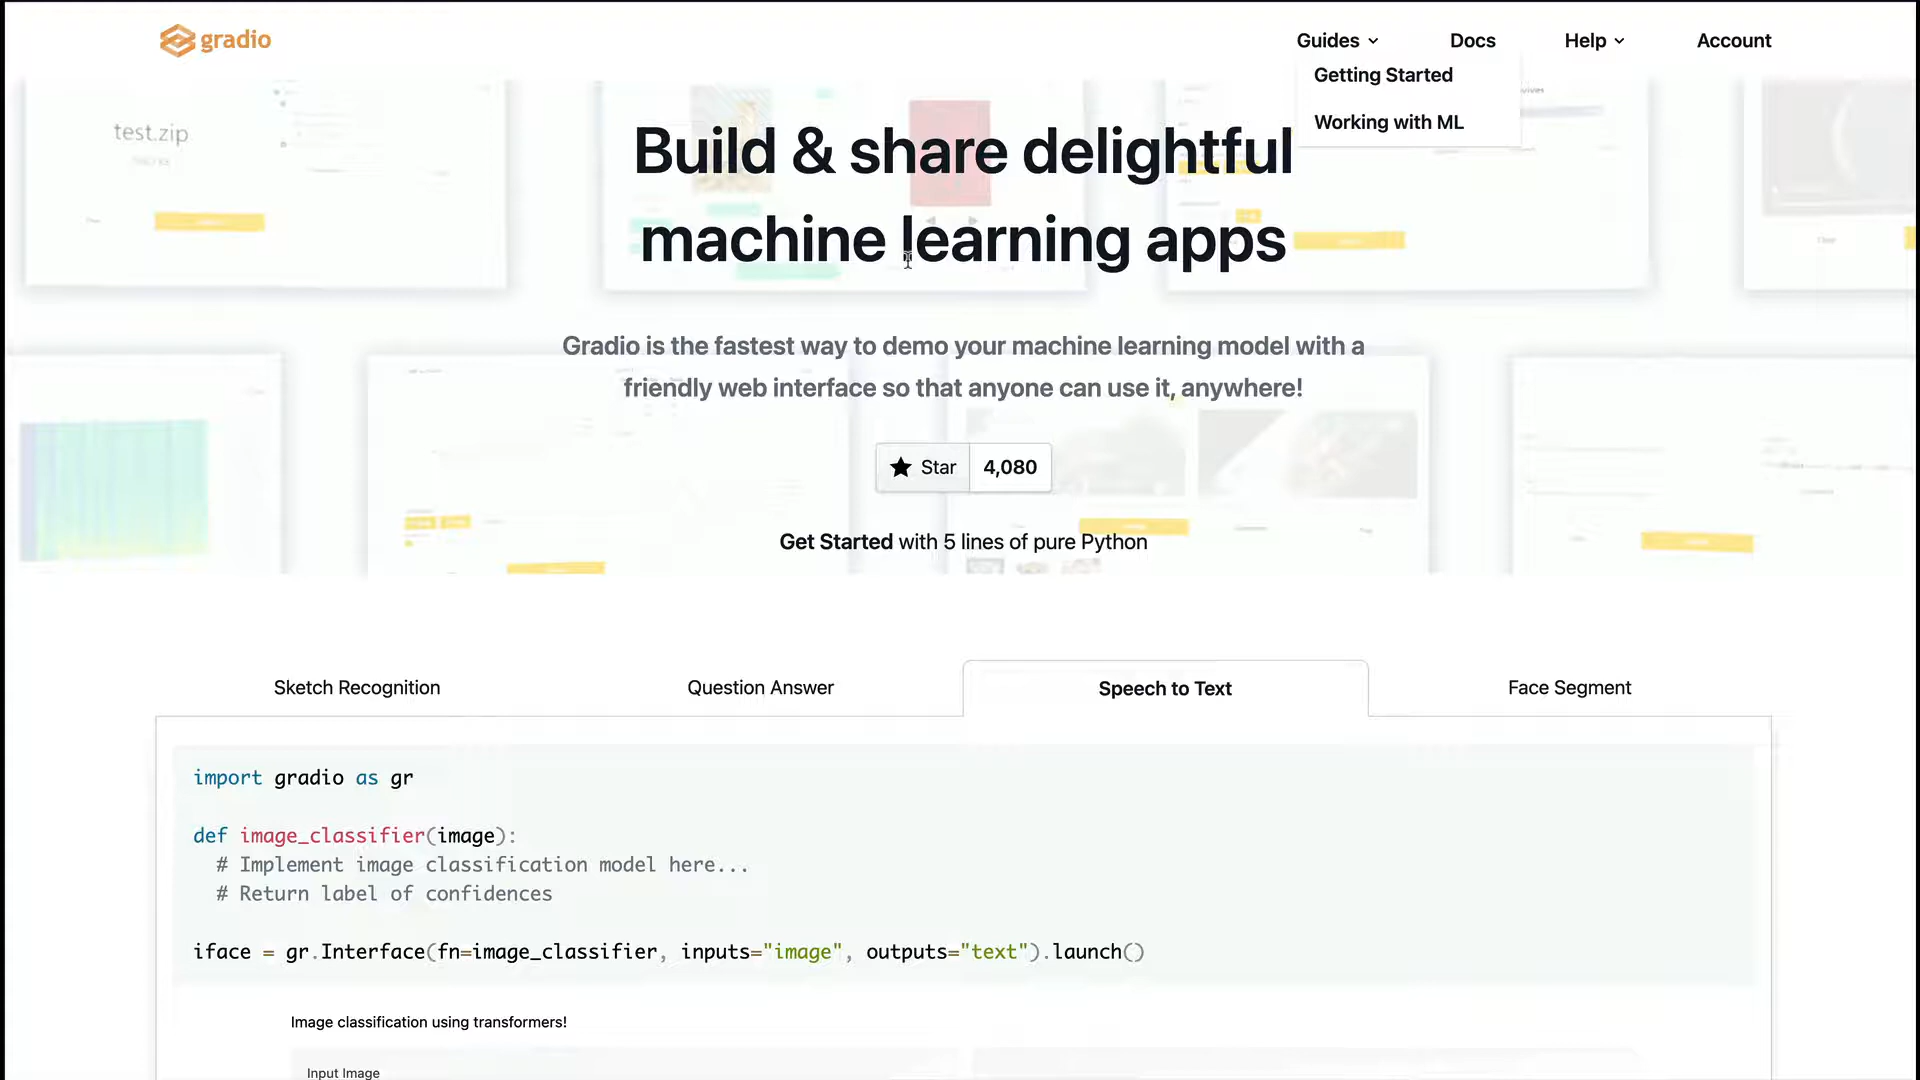 gradio
Guides
Docs
Help
Account
Getting Started
Working with ML
test.zip
Build & share delightful
machine learning apps
Gradio is the fastest way to demo your machine learning model with a
friendly web interface so that anyone can use it, anywhere!
Star
4,080
Get Started with 5 lines of pure Python
Sketch Recognition
Question Answer
Speech to Text
Face Segment
import gradio as gr
def image_classifier(image):
# Implement image classification model here...
# Return label of confidences
iface = gr.Interface(fn=image_classifier, inputs="image", outputs="text").launch()
Image classification using transformers!
Input Image